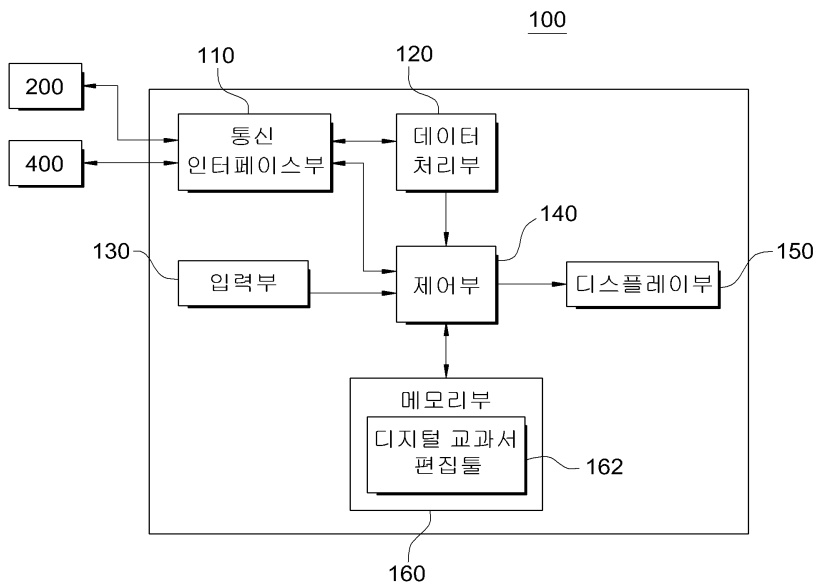 100
110
120
200
통신
인터페이스부
데이터
처리부
400
140
130
입력부
제어부
디스플레이부
150
메모리부
디지털 교과서
편집툴
162
160